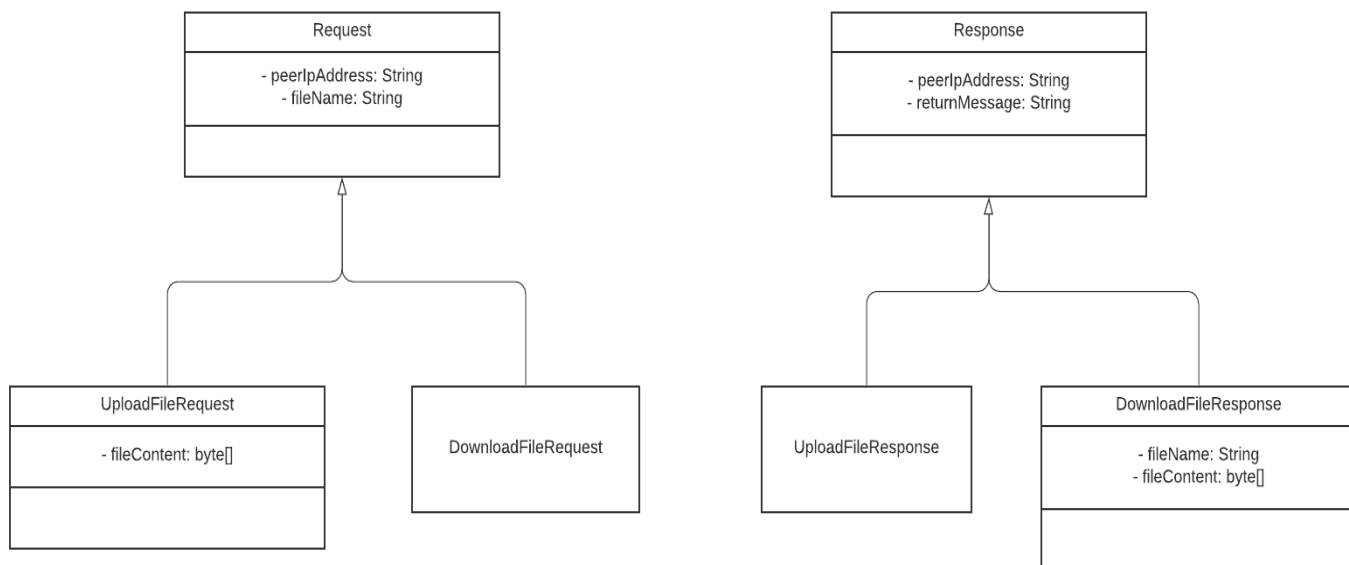 Request
- peerIpAddress: String
- fileName: String
Response
- peerIpAddress: String
- returnMessage: String
UploadFileRequest
- fileContent: byte[]
DownloadFileRequest
UploadFileResponse
DownloadFileResponse
- fileName: String
- fileContent: byte[]